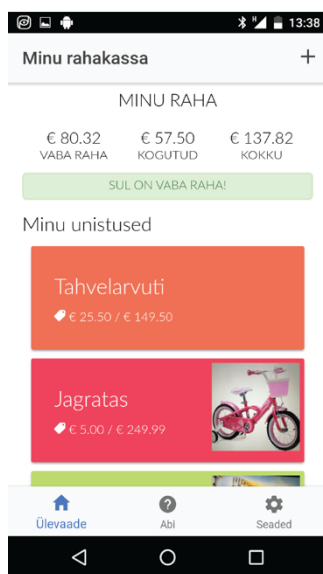 13:38
Minu rahakassa
MINU RAHA
€ 80.32 € 57.50 € 137.82
VABA RAHA KOGUTUD KOKKU
SUL ON VABA RAHA!
Minu unistused
Tahvelarvuti
€ 25.50 / € 149.50
Jagratas
€ 5.00 / € 249.99
Ülevaade Abi Seaded